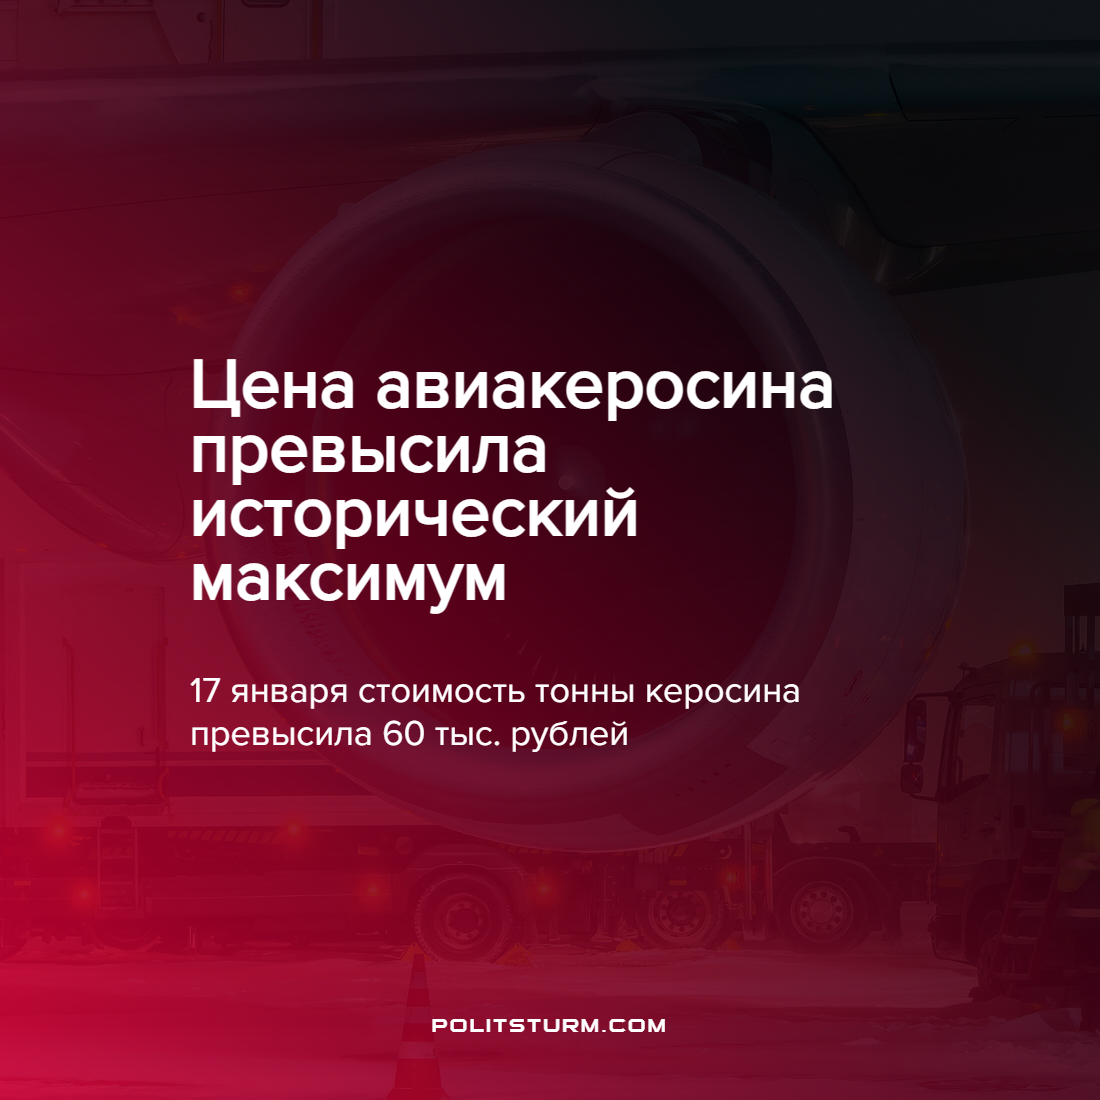 Цена авиакеросина
превысила
исторический
максимум
17 января стоимость тонны керосина
превысила 60 тыс. рублей
POLITSTURM.COM